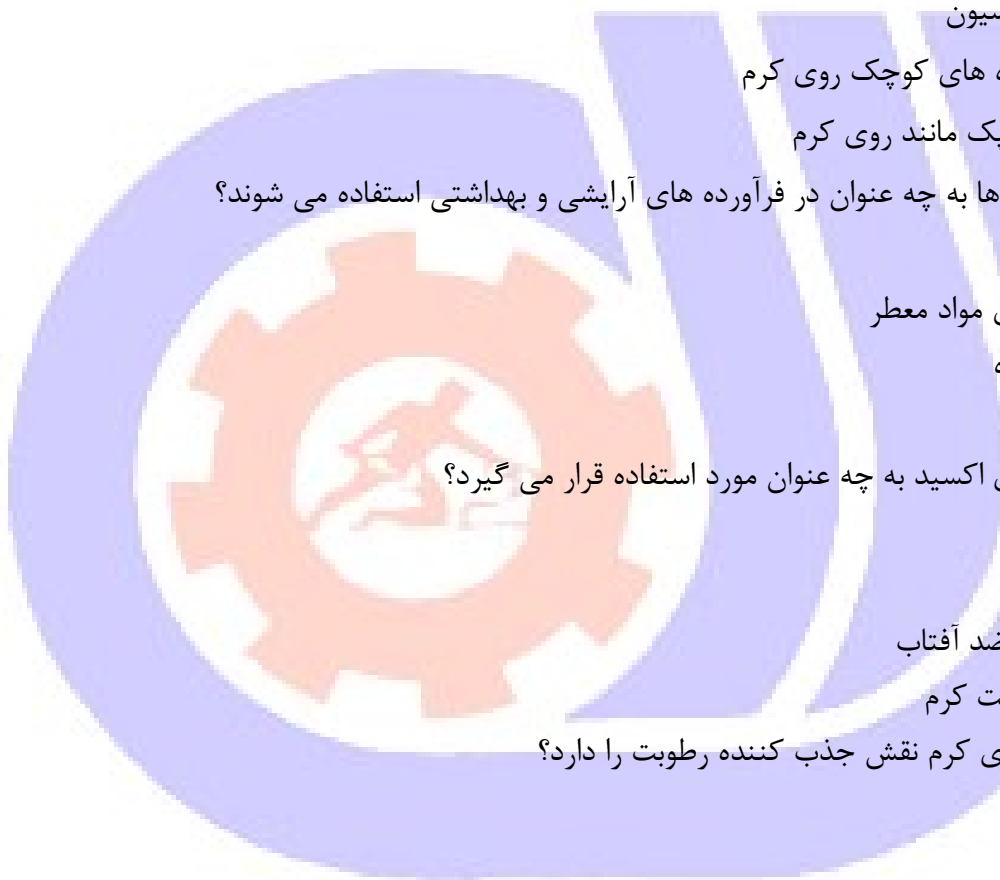 سیون
های کوچک روی کرم
مانند روی کرم
ها به چه عنوان در فرآورده های آرایشی و بهداشتی استفاده می شوند؟
مواد معطر
اکسید به چه عنوان مورد استفاده قرار می گیرد؟
ضد آفتاب
کرم
کرم نقش جذب کننده رطوبت را دارد؟